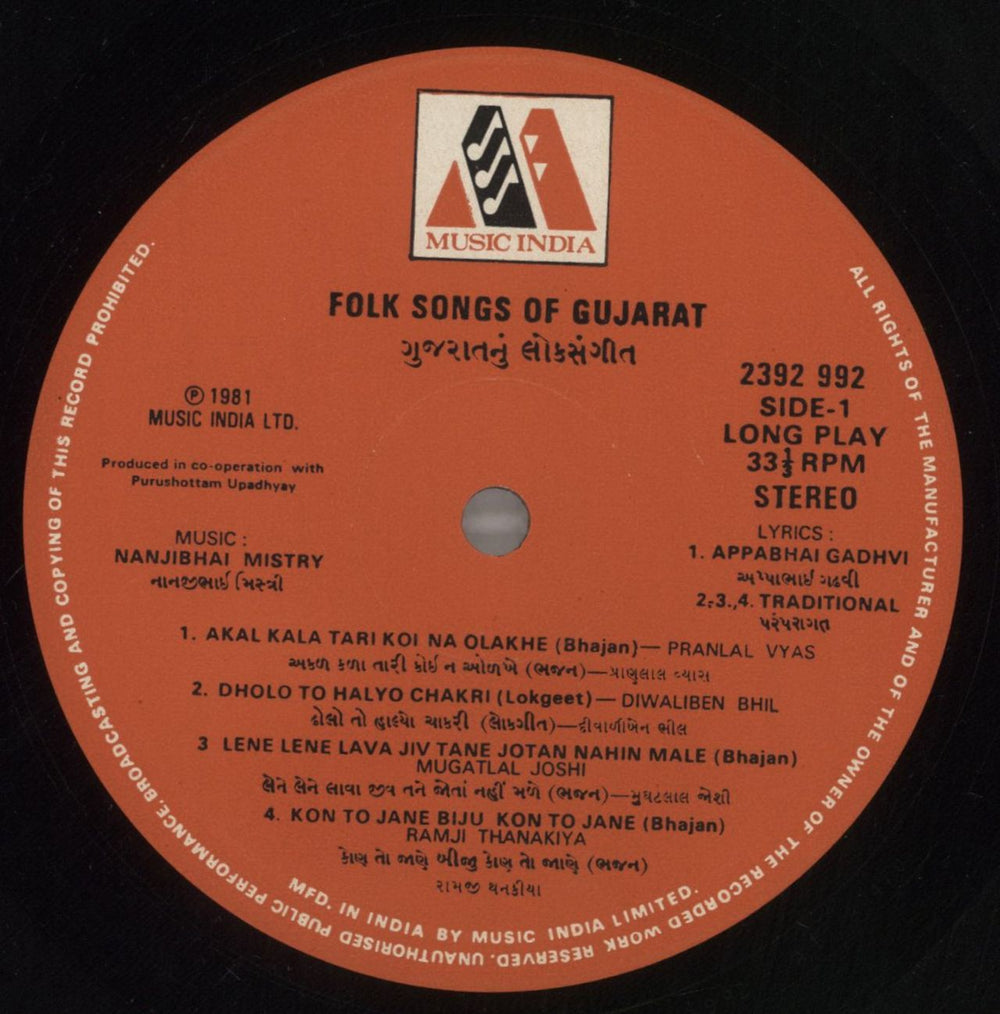 MUSIC INDIA
FOLK SONGS OF GUJARAT
ગુજરાતનું લોકસંગીત
℗ 1981
MUSIC INDIA LTD.
Produced in co-operation with
Purushottam Upadhyay
MUSIC :
NANJIBHAI MISTRY
નાનજીભાઈ મિસ્ત્રી
2392 992
SIDE-1
LONG PLAY
33⅓ RPM
STEREO
LYRICS :
1. APPABHAI GADHVI
અપ્પાભાઈ ગઢવી
2.,3.,4. TRADITIONAL
પરંપરાગત
1. AKAL KALA TARI KOI NA OLAKHE (Bhajan)— PRANLAL VYAS
અકળ કળા તારી કોઈ ન ઓળખે (ભજન)—પ્રાણલાલ વ્યાસ
2. DHOLO TO HALYO CHAKRI (Lokgeet)— DIWALIBEN BHIL
ઢોલો તો હાલ્યો ચાકરી (લોકગીત)—દીવાળીબેન ભીલ
3 LENE LENE LAVA JIV TANE JOTAN NAHIN MALE (Bhajan)
MUGATLAL JOSHI
લેને લેને લાવા જીવ તને જોતાં નહીં મળે (ભજન)—મુગટલાલ જોશી
4. KON TO JANE BIJU KON TO JANE (Bhajan)
RAMJI THANAKIYA
કોણ તો જાણે બીજુ કોણ તો જાણે (ભજન)
રામજી થનકીયા
MFD. IN INDIA BY MUSIC INDIA LIMITED.
ALL RIGHTS OF THE MANUFACTURER AND OF THE OWNER OF THE RECORDED WORK RESERVED. UNAUTHORISED PUBLIC PERFORMANCE, BROADCASTING AND COPYING OF THIS RECORD PROHIBITED.